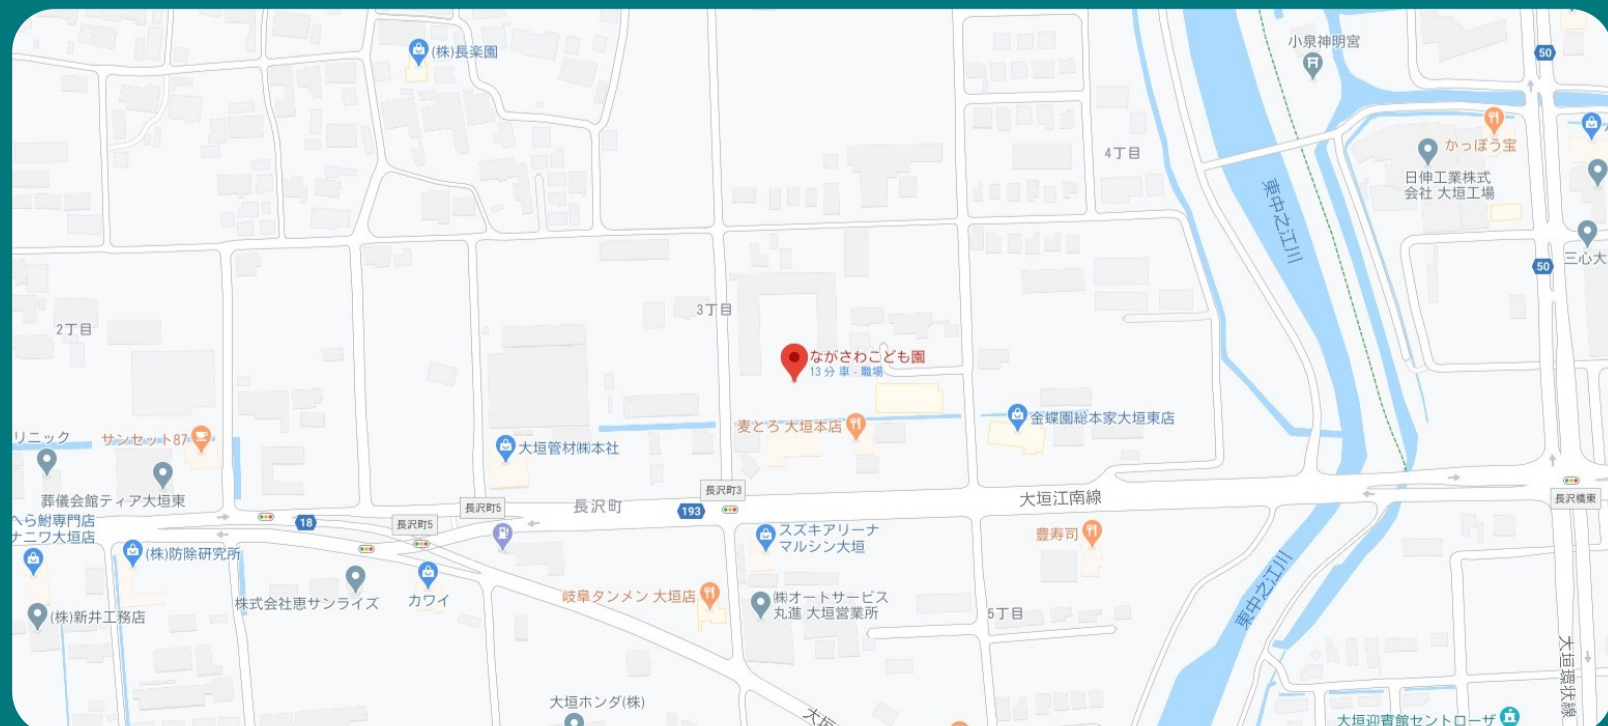 (株)長楽園
小泉神明宮
50
かっぽう宝
4丁目
日伸工業株式
会社 大垣工場
東中之江川
三心大
50
3丁目
2丁目
ながさわこども園
13 分 車 - 職場
リニック
サンセット87
麦とろ 大垣本店
金蝶園総本家大垣東店
大垣管材㈱本社
葬儀会館ティア大垣東
長沢町3
長沢町5
長沢町
193
大垣江南線
長沢橋東
へら鮒専門店
ナニワ大垣店
18
長沢町5
スズキアリーナ
マルシン大垣
豊寿司
(株)防除研究所
株式会社恵サンライズ
カワイ
岐阜タンメン 大垣店
㈱オートサービス
丸進 大垣営業所
5丁目
東中之江川
(株)新井工務店
大垣環状線
大垣ホンダ(株)
大垣
大垣迎賓館セントローザ